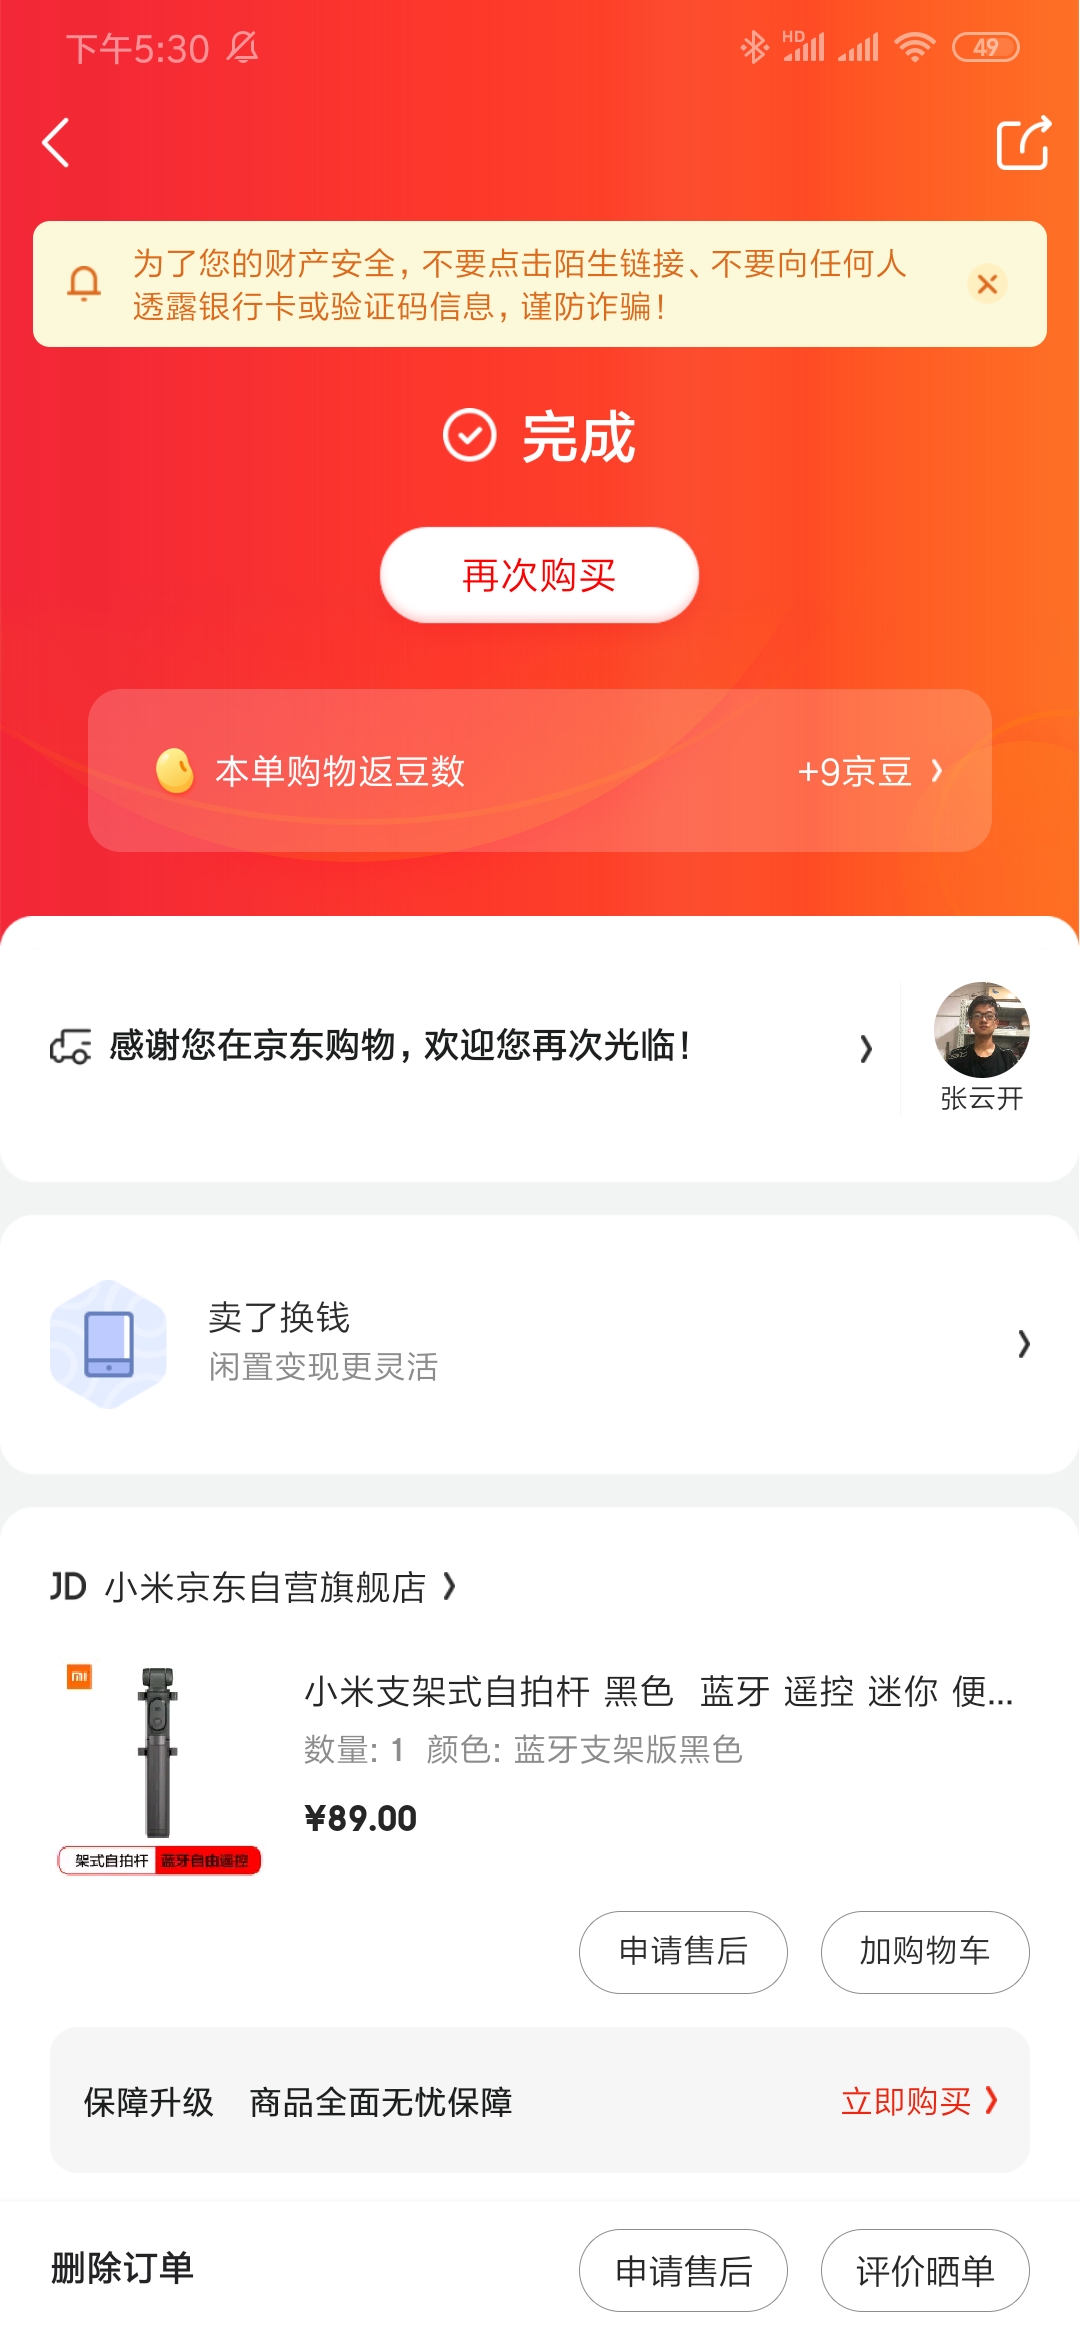 下午5:30
HD
49
为了您的财产安全，不要点击陌生链接、不要向任何人
透露银行卡或验证码信息，谨防诈骗！
完成
再次购买
本单购物返豆数 +9京豆
感谢您在京东购物，欢迎您再次光临！
张云开
卖了换钱
闲置变现更灵活
JD 小米京东自营旗舰店
mi
小米支架式自拍杆 黑色 蓝牙 遥控 迷你 便...
数量: 1 颜色: 蓝牙支架版黑色
¥89.00
架式自拍杆 蓝牙自由遥控
申请售后 加购物车
保障升级 商品全面无忧保障 立即购买
删除订单 申请售后 评价晒单